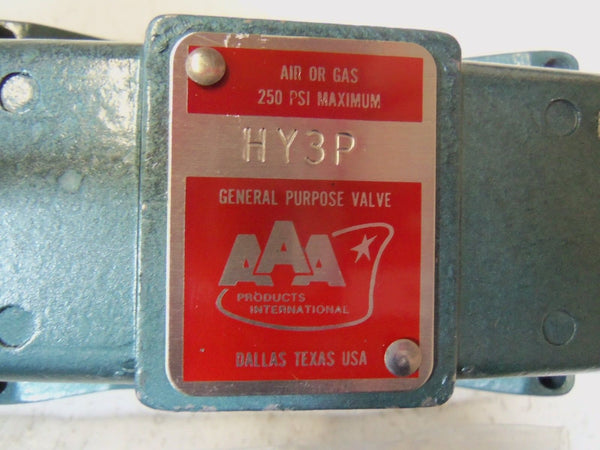 AIR OR GAS
250 PSI MAXIMUM
HY3P
GENERAL PURPOSE VALVE
AAA
PRODUCTS
INTERNATIONAL
DALLAS TEXAS USA